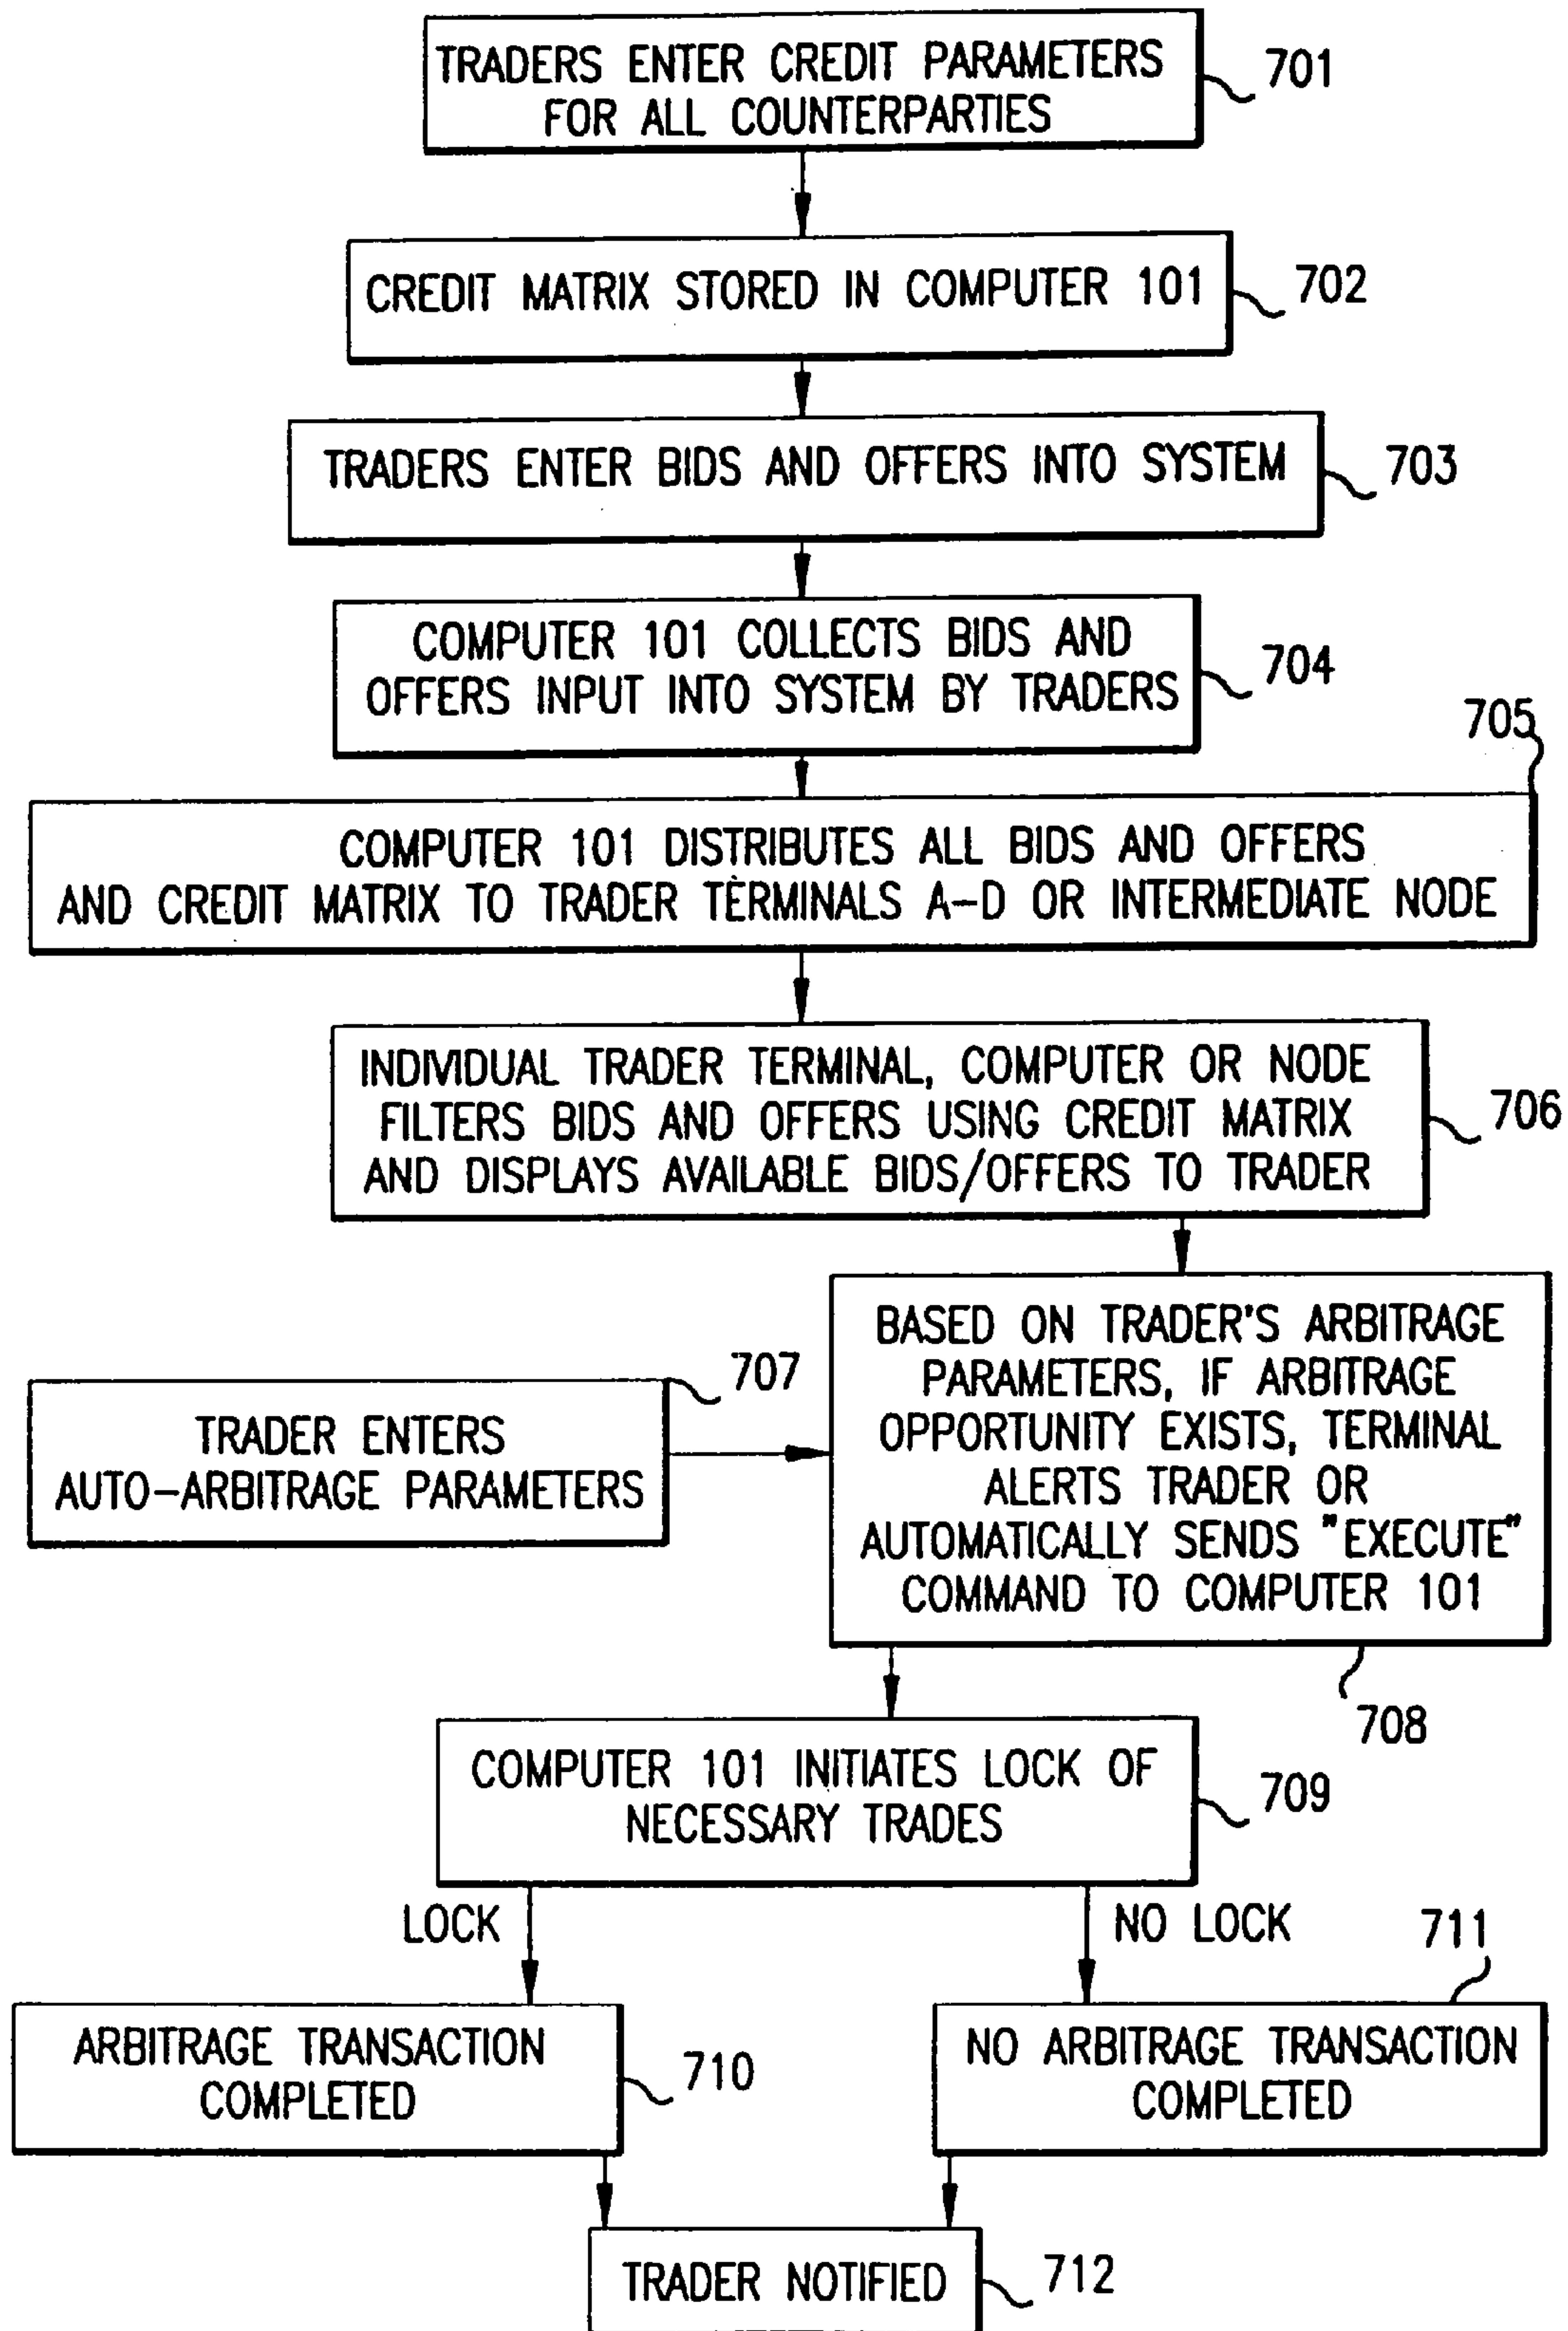 TRADERS ENTER CREDIT PARAMETERS
FOR ALL COUNTERPARTIES
701
CREDIT MATRIX STORED IN COMPUTER 101
702
TRADERS ENTER BIDS AND OFFERS INTO SYSTEM
703
COMPUTER 101 COLLECTS BIDS AND
OFFERS INPUT INTO SYSTEM BY TRADERS
704
705
COMPUTER 101 DISTRIBUTES ALL BIDS AND OFFERS
AND CREDIT MATRIX TO TRADER TERMINALS A-D OR INTERMEDIATE NODE
INDIVIDUAL TRADER TERMINAL, COMPUTER OR NODE
FILTERS BIDS AND OFFERS USING CREDIT MATRIX
AND DISPLAYS AVAILABLE BIDS/OFFERS TO TRADER
706
707
TRADER ENTERS
AUTO-ARBITRAGE PARAMETERS
BASED ON TRADER'S ARBITRAGE
PARAMETERS, IF ARBITRAGE
OPPORTUNITY EXISTS, TERMINAL
ALERTS TRADER OR
AUTOMATICALLY SENDS "EXECUTE"
COMMAND TO COMPUTER 101
708
COMPUTER 101 INITIATES LOCK OF
NECESSARY TRADES
709
LOCK
NO LOCK
711
ARBITRAGE TRANSACTION
COMPLETED
710
NO ARBITRAGE TRANSACTION
COMPLETED
TRADER NOTIFIED
712